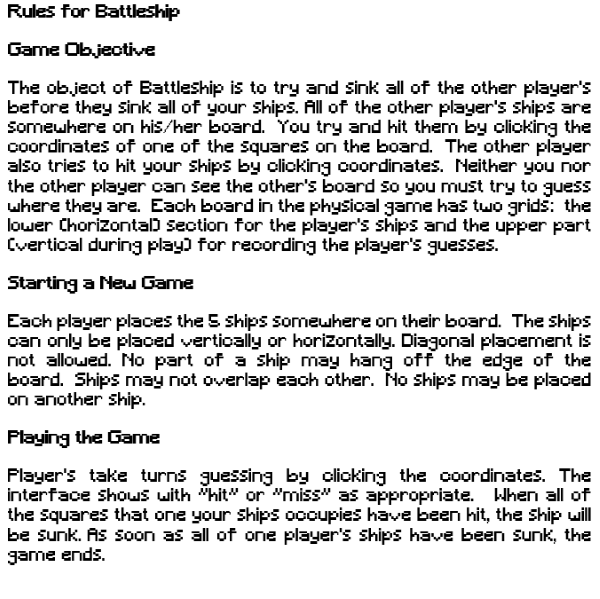 Rules for Battleship
Game Objective
The object of Battleship is to try and sink all of the other player's
before they sink all of your ships. All of the other player's ships are
somewhere on his/her board. You try and hit them by clicking the
coordinates of one of the squares on the board. The other player
also tries to hit your ships by clicking coordinates. Neither you nor
the other player can see the other's board so you must try to guess
where they are. Each board in the physical game has two grids: the
lower (horizontal) section for the player's ships and the upper part
(vertical during play) for recording the player's guesses.
Starting a New Game
Each player places the 5 ships somewhere on their board. The ships
can only be placed vertically or horizontally. Diagonal placement is
not allowed. No part of a ship may hang off the edge of the
board. Ships may not overlap each other. No ships may be placed
on another ship.
Playing the Game
Player's take turns guessing by clicking the coordinates. The
interface shows with "hit" or "miss" as appropriate. When all of
the squares that one your ships occupies have been hit, the ship will
be sunk. As soon as all of one player's ships have been sunk, the
game ends.